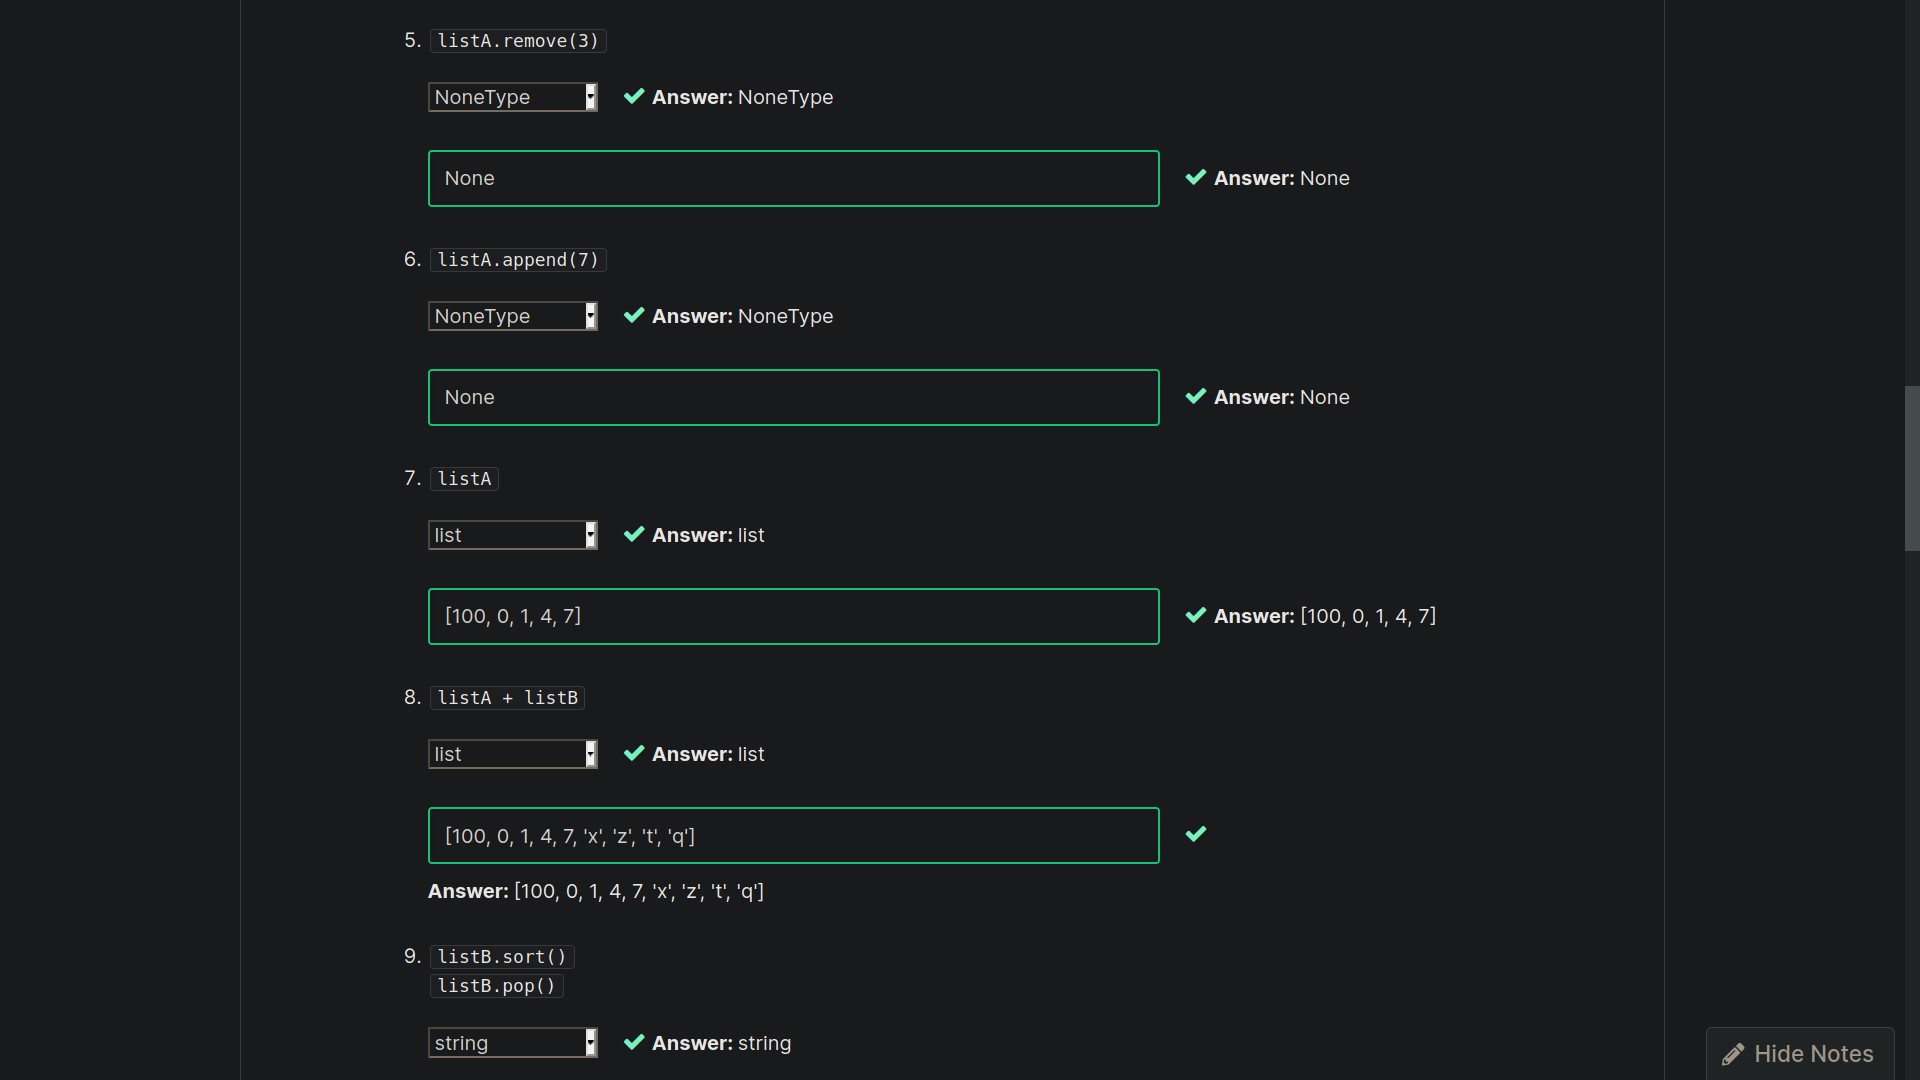 5. listA.remove(3)
NoneType Answer: NoneType
None Answer: None
6. listA.append(7)
NoneType Answer: NoneType
None Answer: None
7. listA
list Answer: list
[100, 0, 1, 4, 7] Answer: [100, 0, 1, 4, 7]
8. listA + listB
list Answer: list
[100, 0, 1, 4, 7, 'x', 'z', 't', 'q']
Answer: [100, 0, 1, 4, 7, 'x', 'z', 't', 'q']
9. listB.sort()
listB.pop()
string Answer: string
Hide Notes